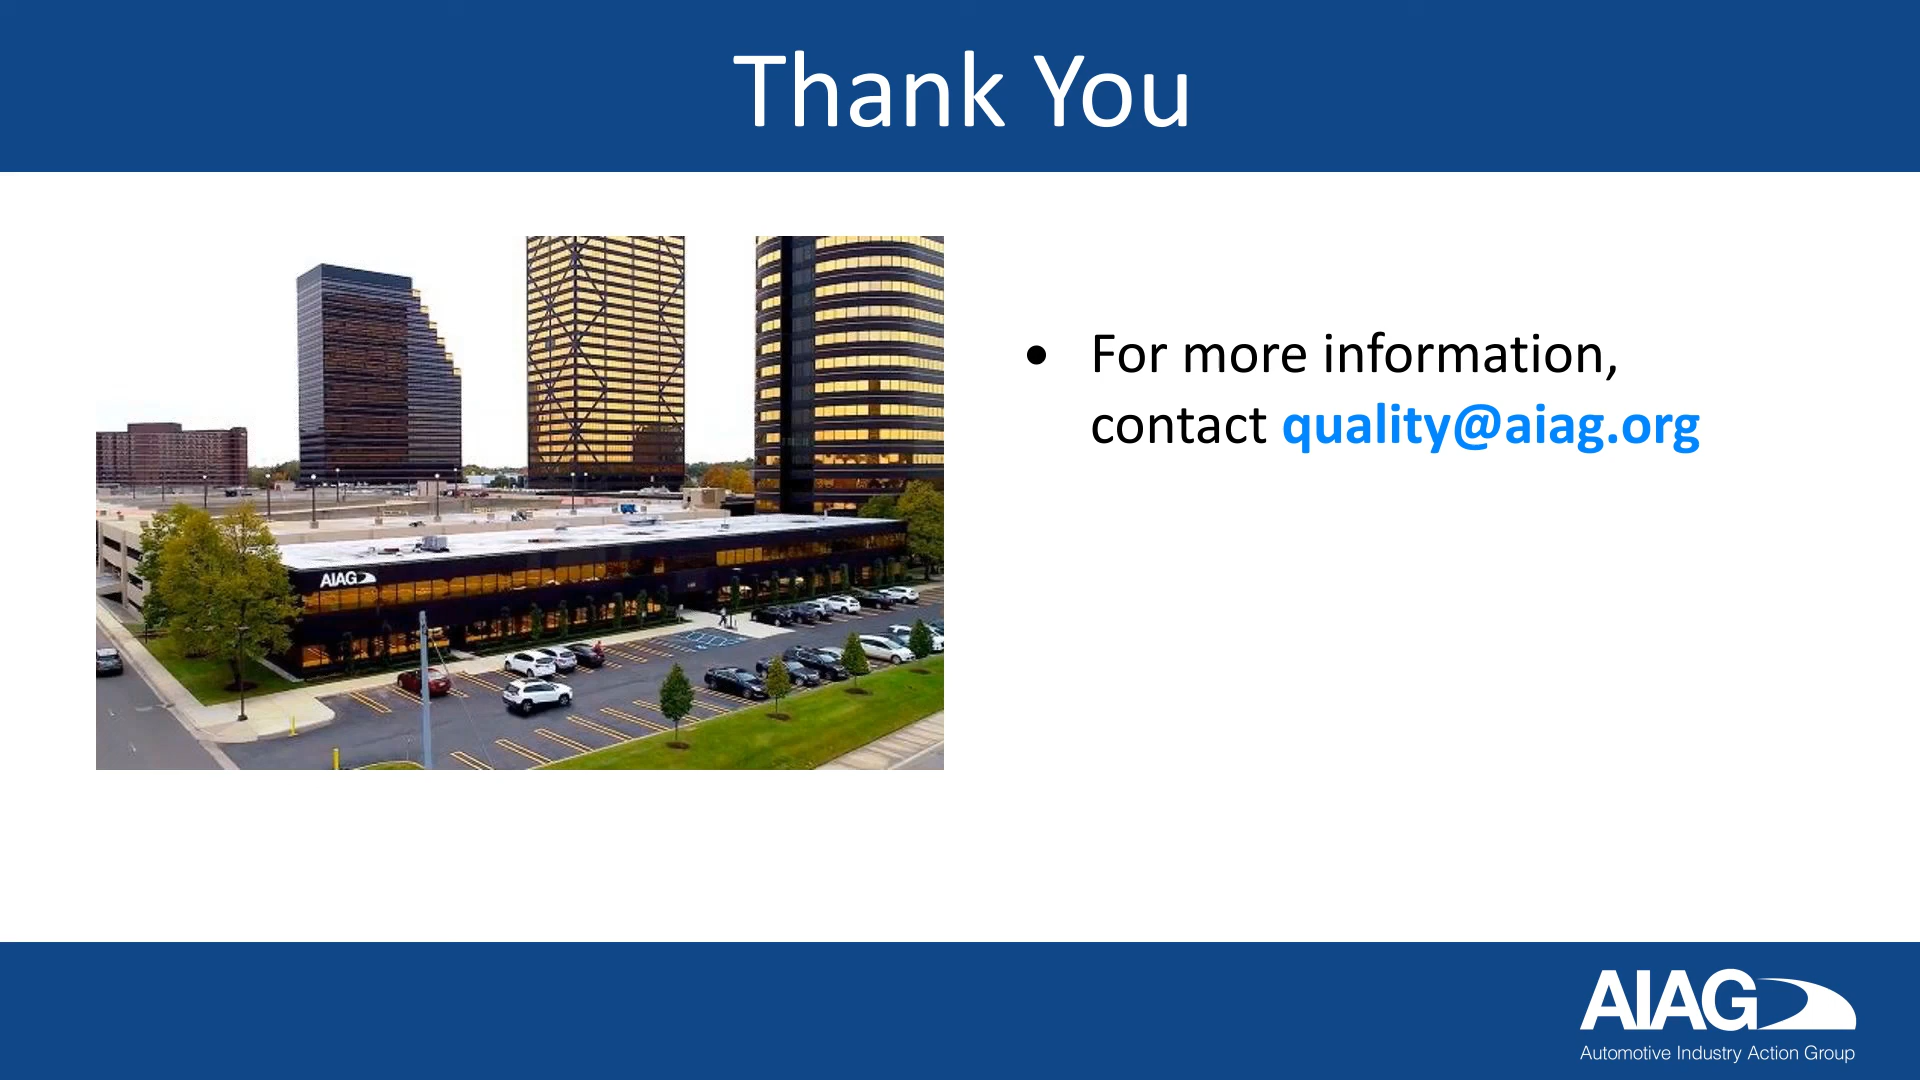 Thank You
• For more information,
contact quality@aiag.org
AIAG
AIAG
Automotive Industry Action Group